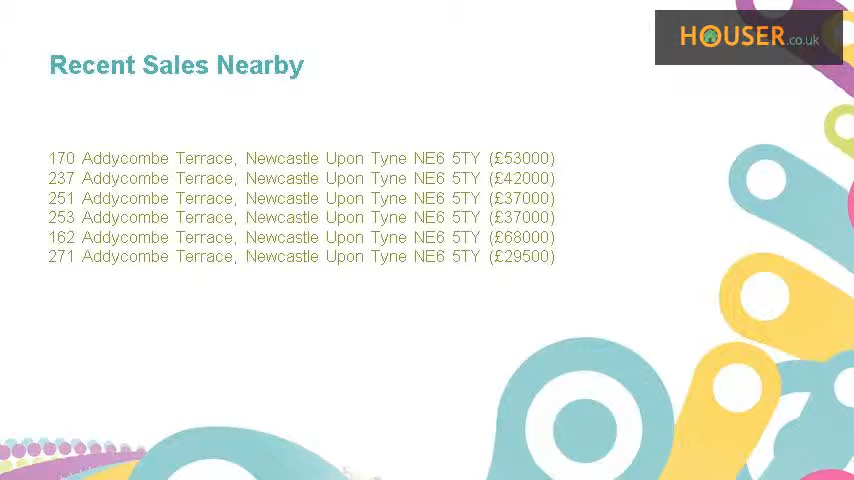 HOUSER.co.uk
Recent Sales Nearby
170 Addycombe Terrace, Newcastle Upon Tyne NE6 5TY (£53000)
237 Addycombe Terrace, Newcastle Upon Tyne NE6 5TY (£42000)
251 Addycombe Terrace, Newcastle Upon Tyne NE6 5TY (£37000)
253 Addycombe Terrace, Newcastle Upon Tyne NE6 5TY (£37000)
162 Addycombe Terrace, Newcastle Upon Tyne NE6 5TY (£68000)
271 Addycombe Terrace, Newcastle Upon Tyne NE6 5TY (£29500)